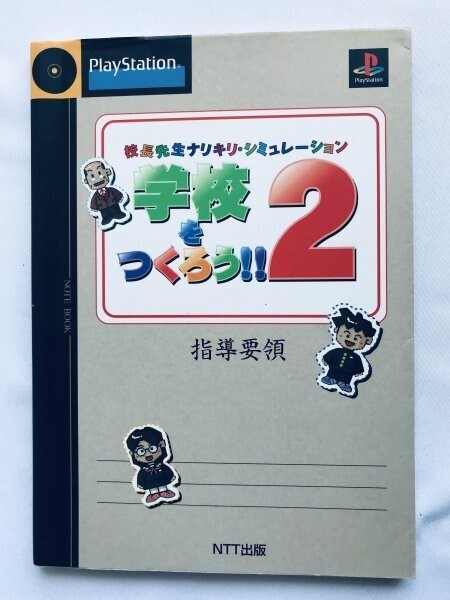 PlayStation®
PlayStation
校長先生ナリキリ・シミュレーション
学校
を
つくろう!!
2
指導要領
NOTE BOOK
NTT出版